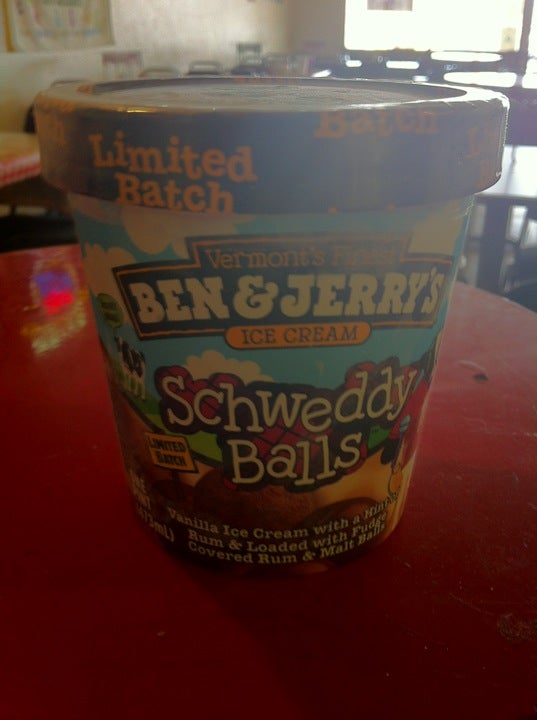 Limited
Batch
Batch
Vermont's Finest
BEN & JERRY'S
ICE CREAM
Schweddy
Balls
LIMITED
BATCH
Vanilla Ice Cream with a Hint
Rum & Loaded with Fudge
Covered Rum & Malt Balls